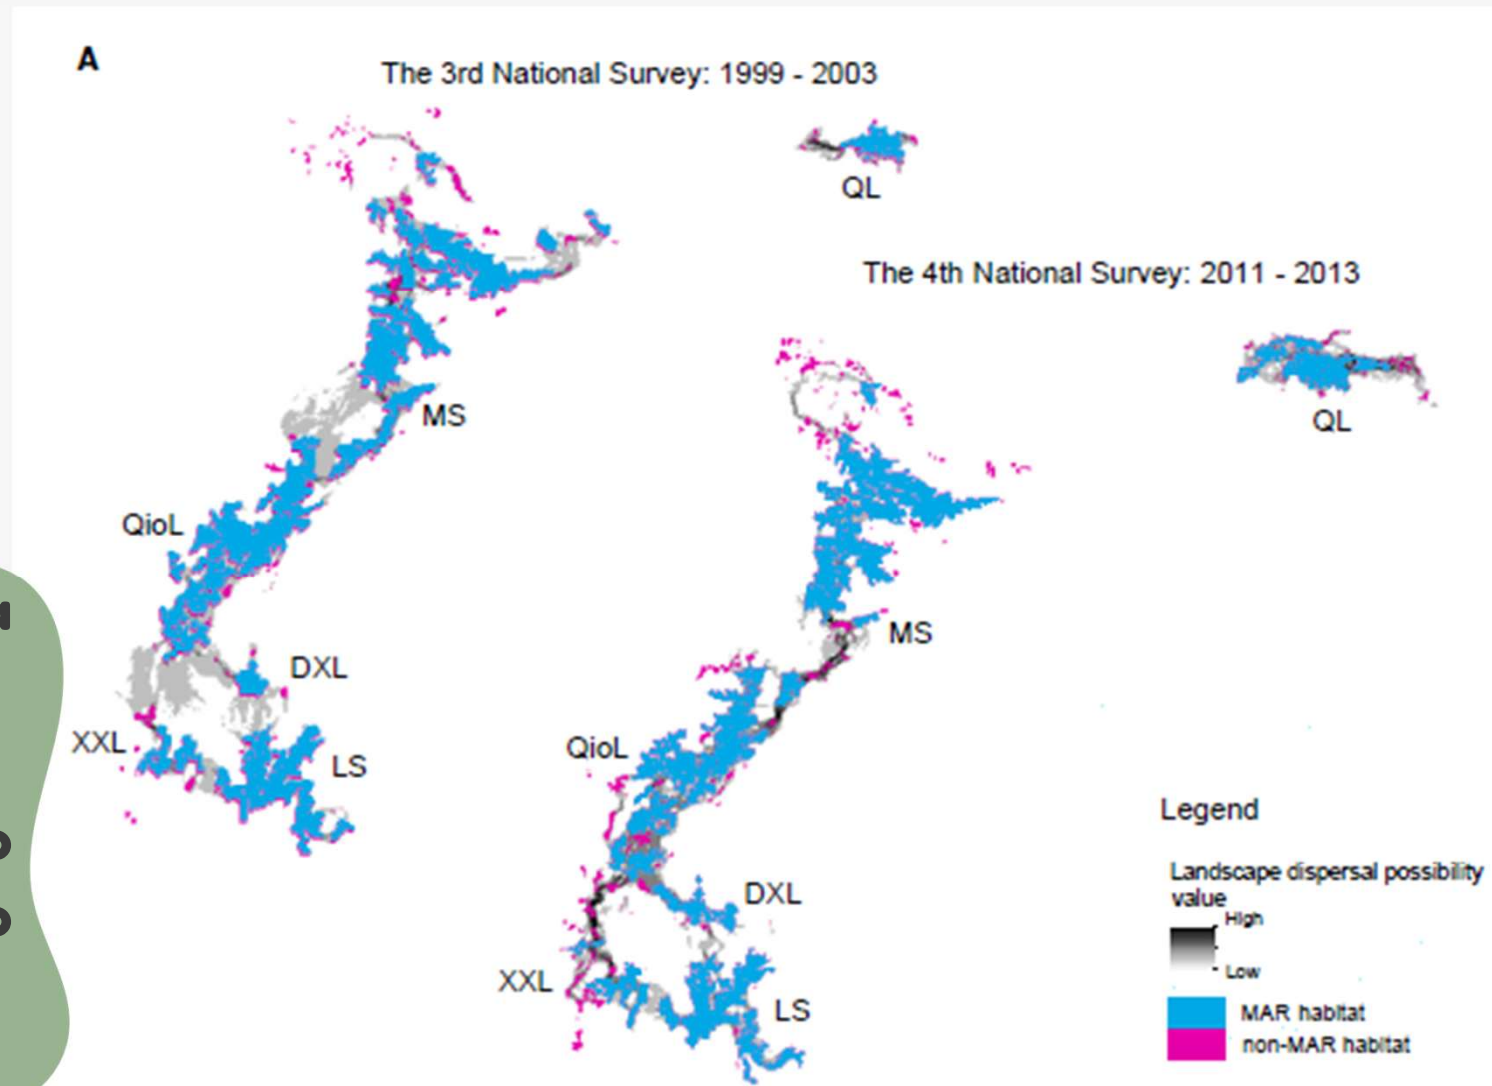 A
The 3rd National Survey: 1999 - 2003
QL
The 4th National Survey: 2011 - 2013
QL
MS
QioL
DXL
XXL
LS
MS
QioL
DXL
XXL
LS
Legend
Landscape dispersal possibility
value
High
Low
MAR habitat
non-MAR habitat